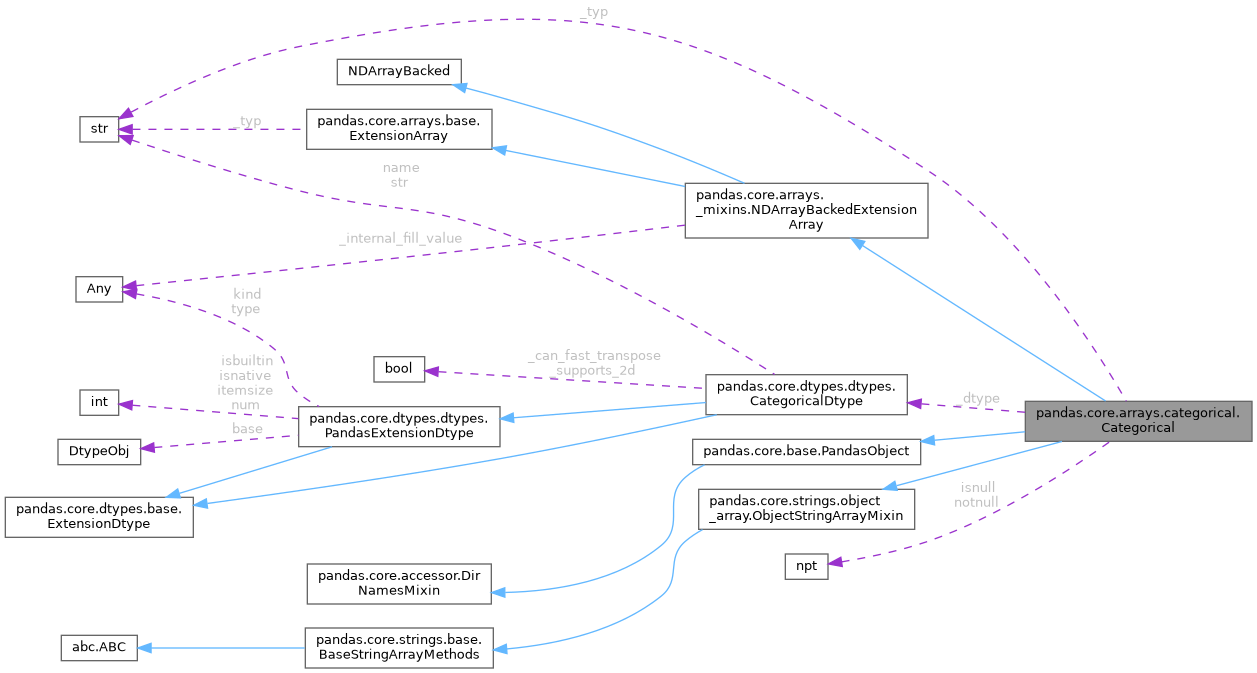 _typ
NDArrayBacked
str
_typ
pandas.core.arrays.base.
ExtensionArray
name
str
pandas.core.arrays.
_mixins.NDArrayBackedExtension
Array
_internal_fill_value
Any
kind
type
bool
_can_fast_transpose
_supports_2d
pandas.core.dtypes.dtypes.
CategoricalDtype
_dtype
pandas.core.arrays.categorical.
Categorical
isbuiltin
isnative
itemsize
num
int
base
pandas.core.dtypes.dtypes.
PandasExtensionDtype
DtypeObj
pandas.core.base.PandasObject
pandas.core.dtypes.base.
ExtensionDtype
pandas.core.strings.object
_array.ObjectStringArrayMixin
isnull
notnull
npt
pandas.core.accessor.Dir
NamesMixin
abc.ABC
pandas.core.strings.base.
BaseStringArrayMethods